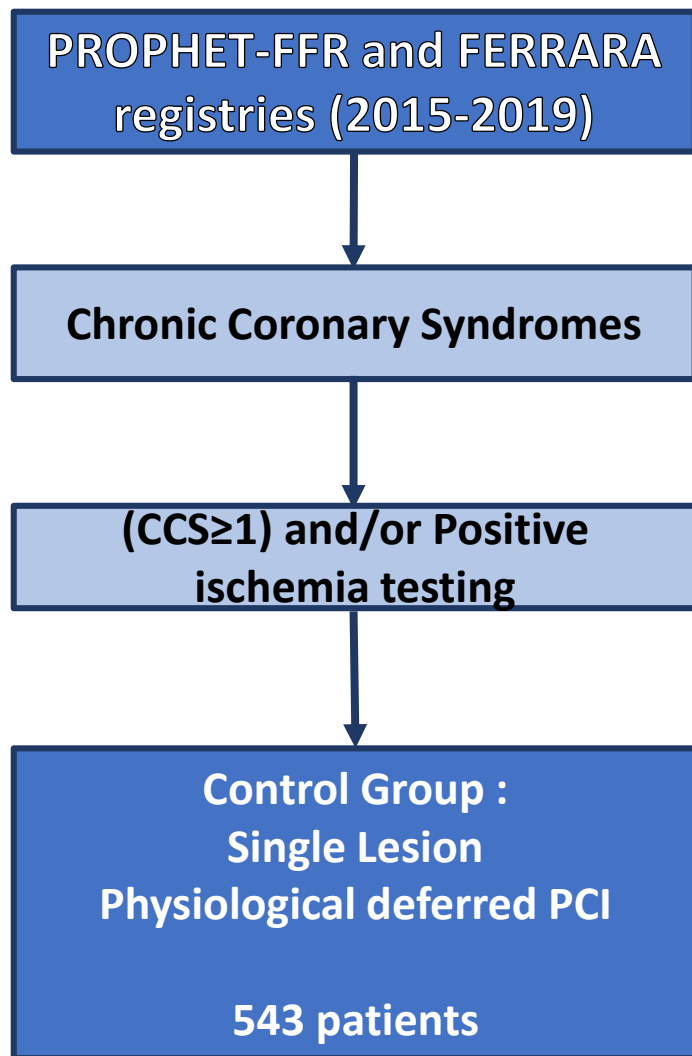 PROPHET-FFR and FERRARA
registries (2015-2019)
Chronic Coronary Syndromes
(CCS≥1) and/or Positive
ischemia testing
Control Group :
Single Lesion
Physiological deferred PCI
543 patients